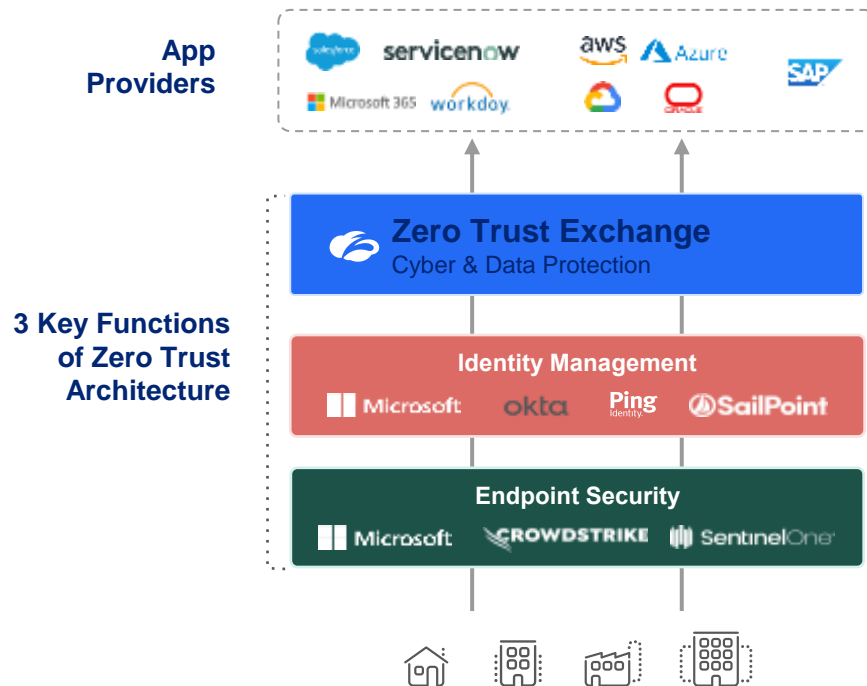 App
Providers
salesforce servicenow aws Azure
SAP
Microsoft 365 workday. ORACLE
Zero Trust Exchange
Cyber & Data Protection
3 Key Functions
of Zero Trust
Architecture
Identity Management
Microsoft okta Ping Identity. SailPoint
Endpoint Security
Microsoft CROWDSTRIKE SentinelOne